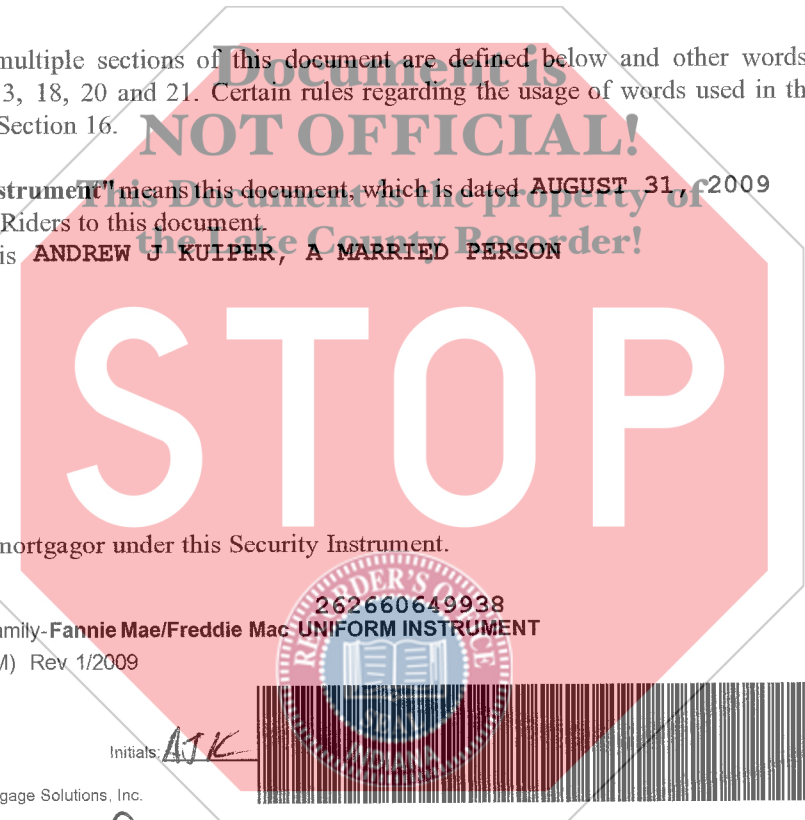 multiple sections of this document are defined below and other words
3, 18, 20 and 21. Certain rules regarding the usage of words used in th
Section 16.
Document is
NOT OFFICIAL!
This Document is the property of
the Lake County Recorder!
strument" means this document, which is dated AUGUST 31, 2009
Riders to this document.
is ANDREW J KUIPER, A MARRIED PERSON
STOP
mortgagor under this Security Instrument.
262660649938
amily-Fannie Mae/Freddie Mac UNIFORM INSTRUMENT
M) Rev 1/2009
RECORDER'S OFFICE
SEAL
INDIANA
Initials: AJK
gage Solutions, Inc.